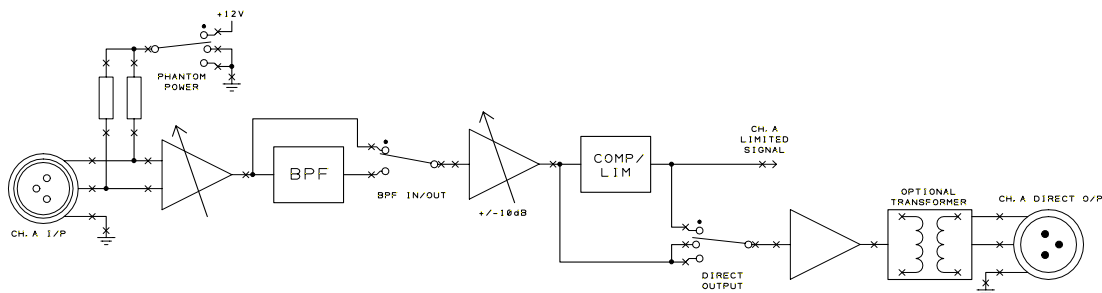 +12V
PHANTOM
POWER
CH. A I/P
BPF
BPF IN/OUT
+/-10dB
COMP/
LIM
CH. A
LIMITED
SIGNAL
DIRECT
OUTPUT
OPTIONAL
TRANSFORMER
CH. A DIRECT O/P